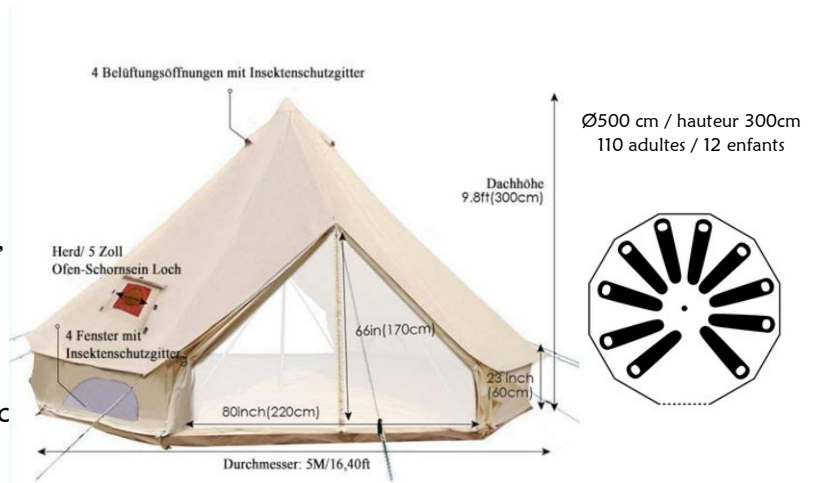 4 Belüftungsöffnungen mit Insektenschutzgitter
Ø500 cm / hauteur 300cm
110 adultes / 12 enfants
Dachhöhe
9.8ft(300cm)
Herd/ 5 Zoll
Ofen-Schornsein Loch
4 Fenster mit
Insektenschutzgitter
66in(170cm)
23 inch
(60cm)
80inch(220cm)
Durchmesser: 5M/16,40ft